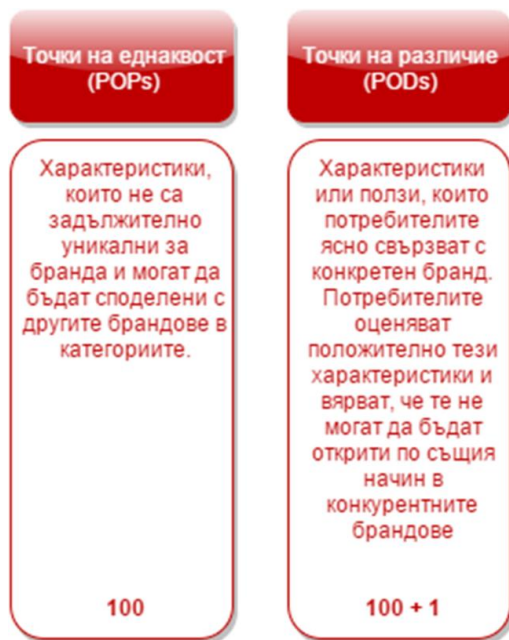 Точки на еднаквост
(POPs)
Характеристики,
които не са
задължително
уникални за
бранда и могат да
бъдат споделени с
другите брандове в
категориите.
100
Точки на различие
(PODs)
Характеристики
или ползи, които
потребителите
ясно свързват с
конкретен бранд.
Потребителите
оценяват
положително тези
характеристики и
вярват, че те не
могат да бъдат
открити по същия
начин в
конкурентните
брандове
100 + 1